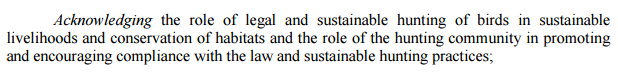 Acknowledging the role of legal and sustainable hunting of birds in sustainable
livelihoods and conservation of habitats and the role of the hunting community in promoting
and encouraging compliance with the law and sustainable hunting practices;